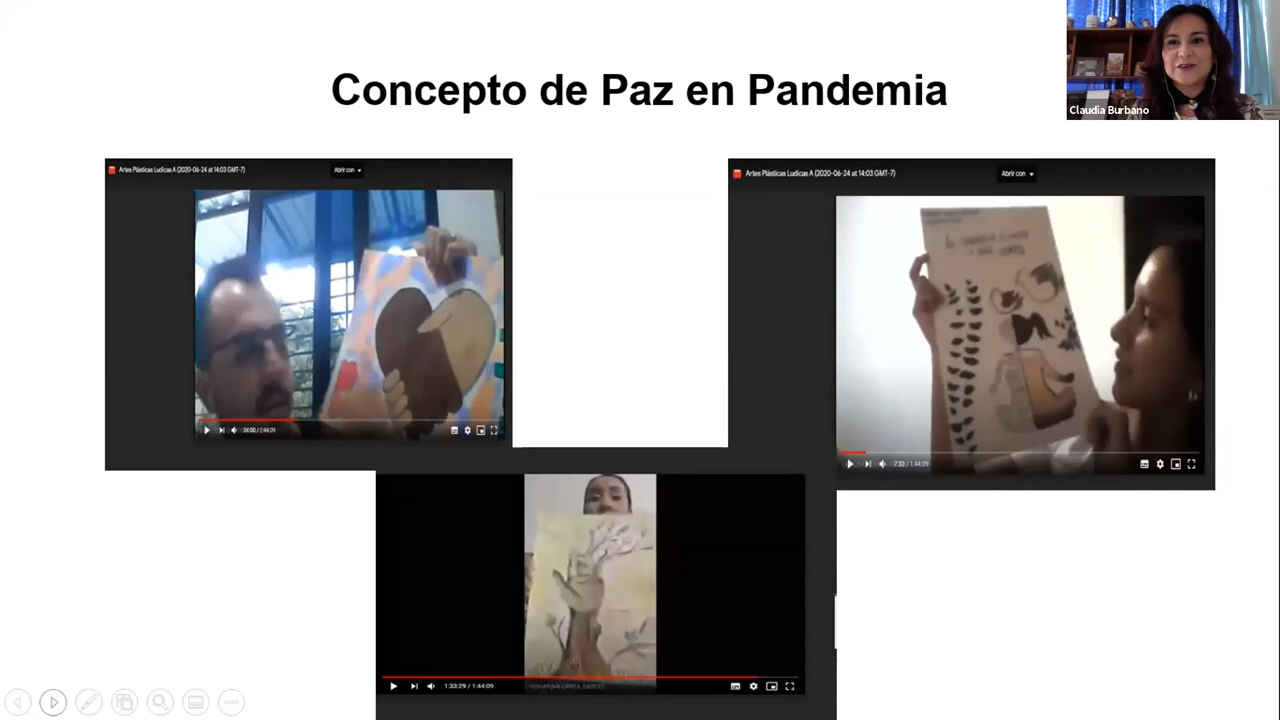 Concepto de Paz en Pandemia
Claudia Burbano
Artes Plásticas Ludicas A (2020-06-24 at 14:03 GMT-7)
Abrir con
Artes Plásticas Ludicas A (2020-06-24 at 14:03 GMT-7)
Abrir con
7:33 / 1:44:09
1:33:29 / 1:44:09